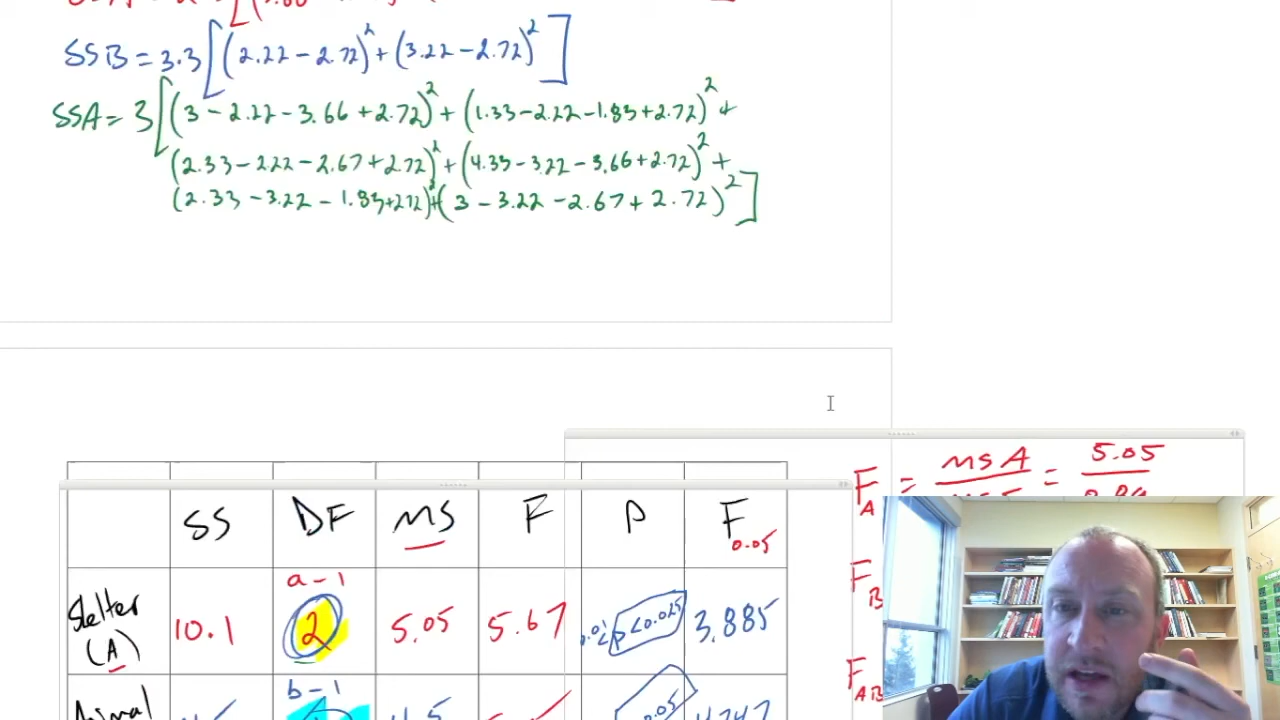 SSB = 3.3[(2.22 - 2.72)² + (3.22 - 2.72)²]
SSA = 3[(3 - 2.22 - 3.66 + 2.72)² + (1.33 - 2.22 - 1.83 + 2.72)² +
(2.33 - 2.22 - 2.67 + 2.72)² + (4.33 - 3.22 - 3.66 + 2.72)² +
(2.33 - 3.22 - 1.83 + 2.72)² + (3 - 3.22 - 2.67 + 2.72)²]
F_A = MSA = 5.05
SS DF MS F P F_0.05
a-1
Shelter (A) 10.1 2 5.05 5.67 0.01<p<0.025 3.885
F_B
b-1
Animal
F_AB